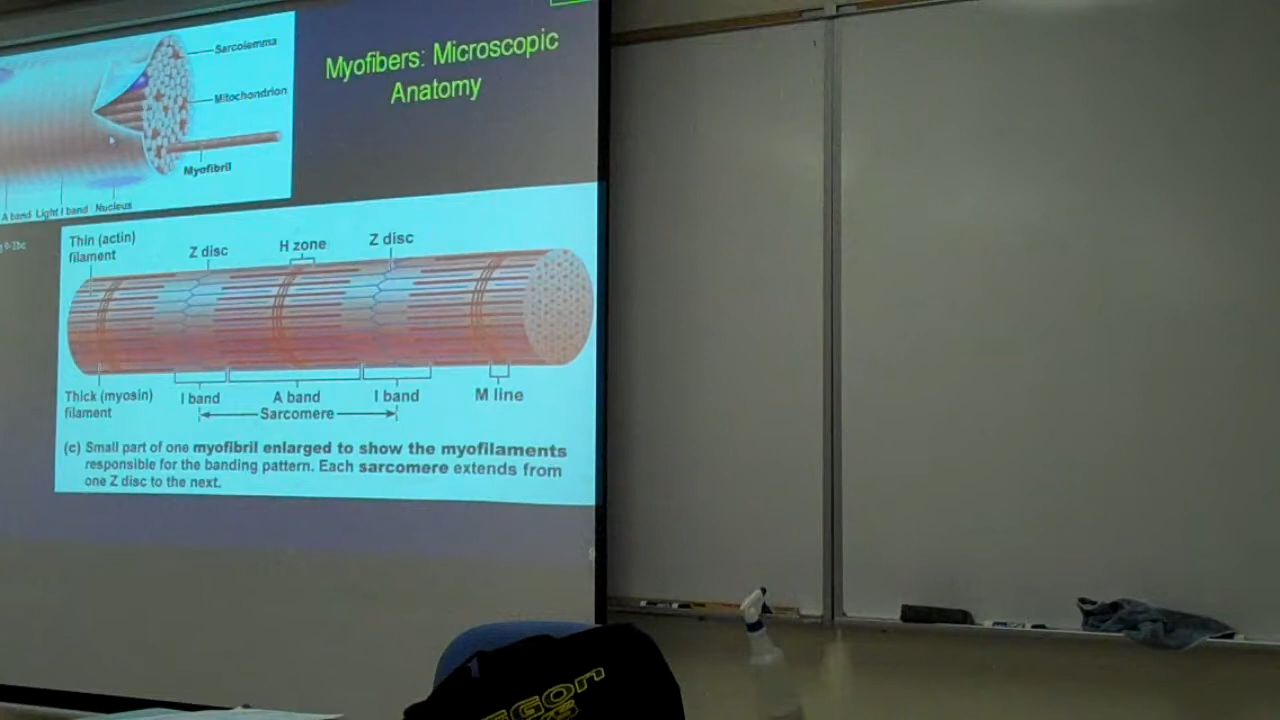 Sarcolemma
Myofibers: Microscopic
Anatomy
Mitochondrion
Myofibril
A band Light I band Nucleus
Thin (actin)
filament
Z disc
H zone
Z disc
Thick (myosin)
filament
I band
A band
I band
M line
Sarcomere
(c) Small part of one myofibril enlarged to show the myofilaments
responsible for the banding pattern. Each sarcomere extends from
one Z disc to the next.